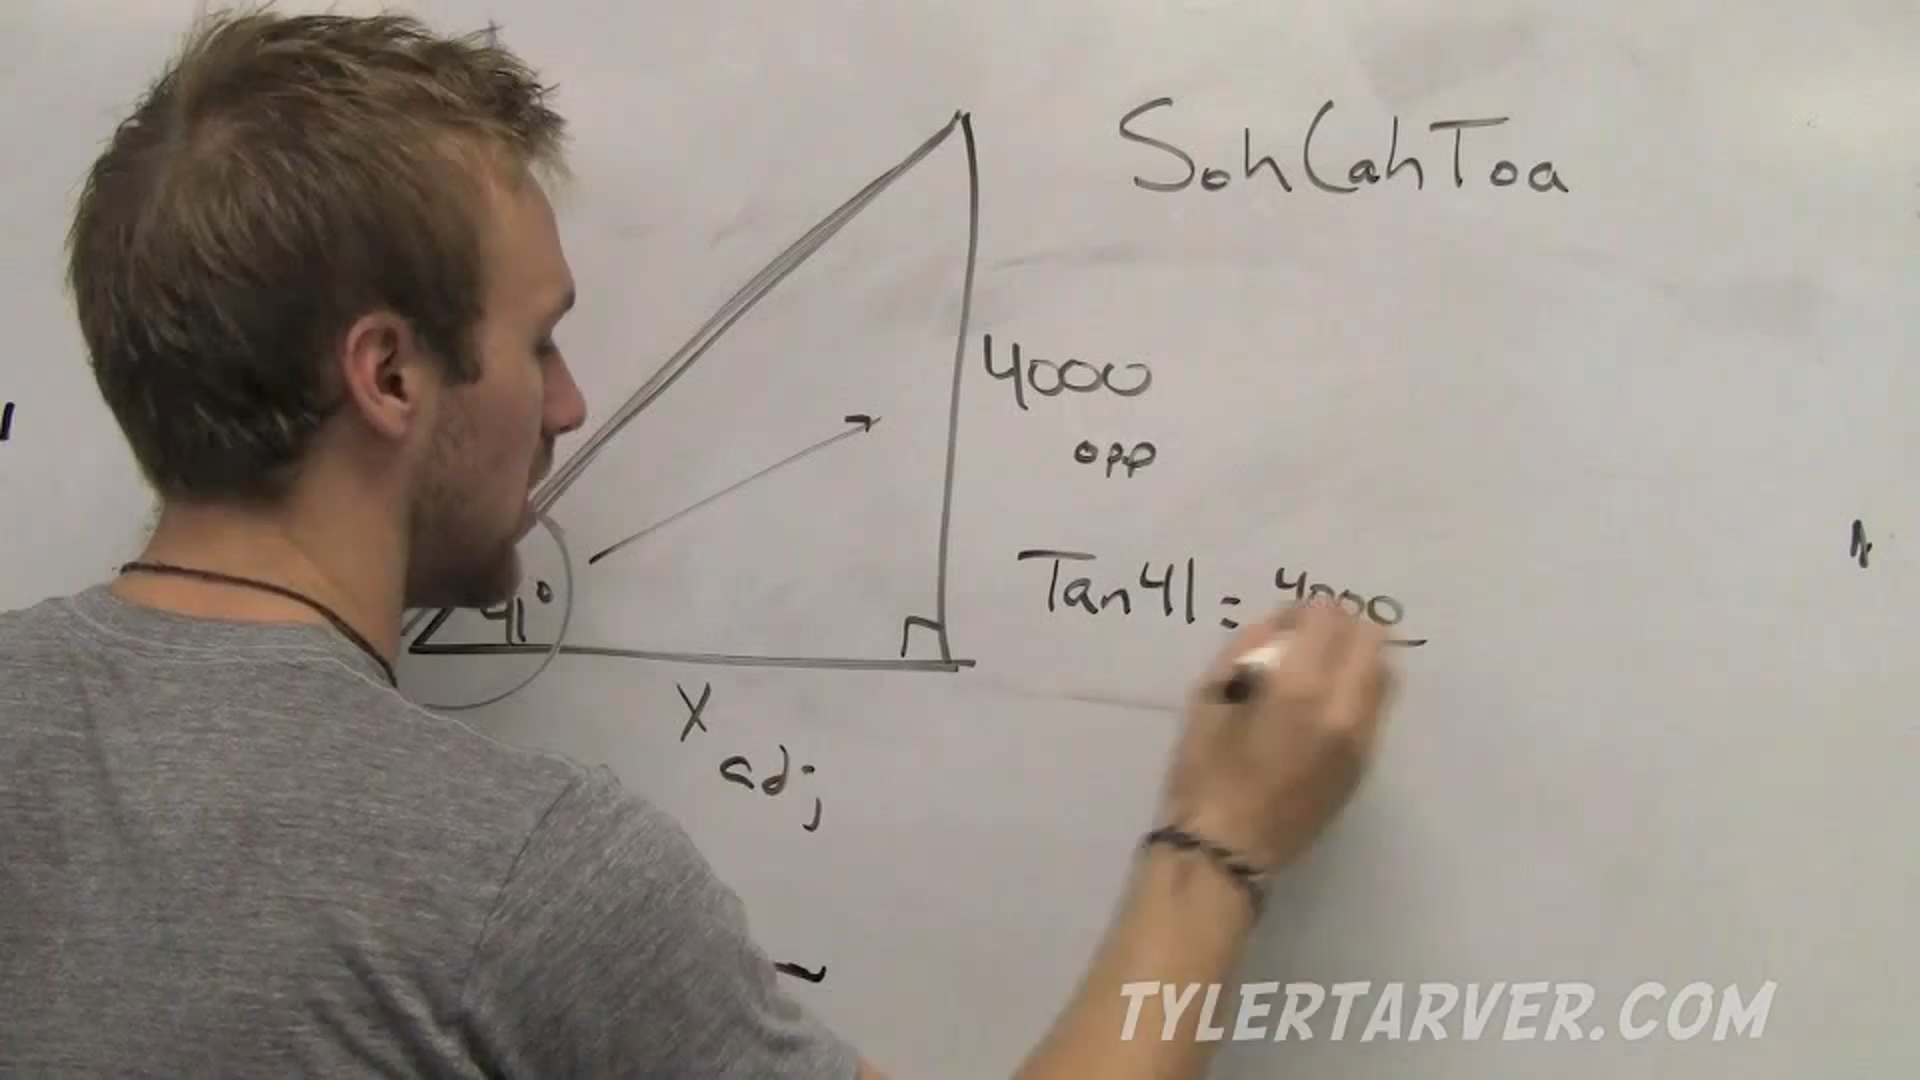 SohCahToa
4000
opp
Tan41 = 4000
41°
X
adj
TYLERTARVER.COM